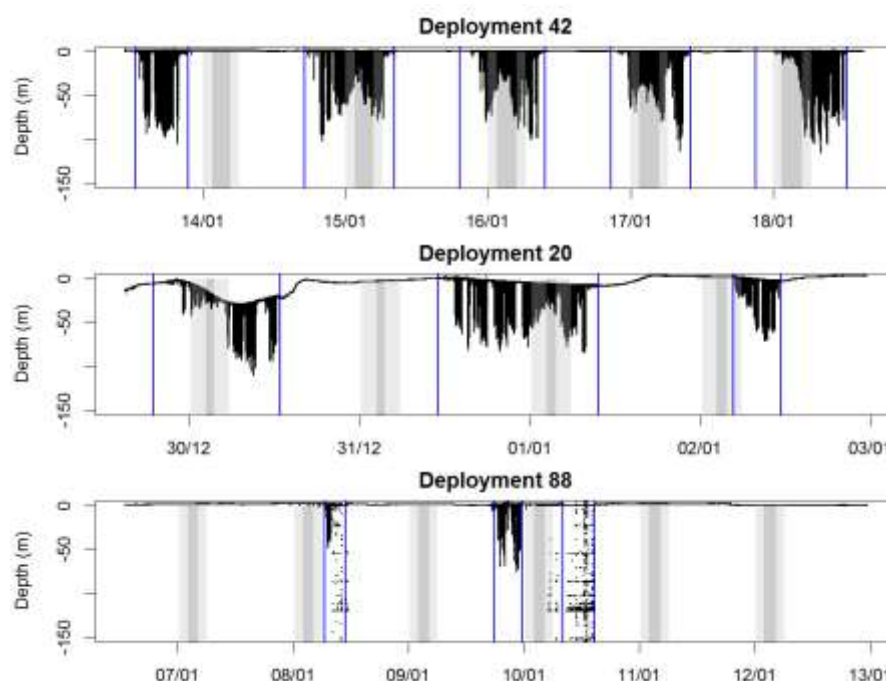 Deployment 42
Depth (m)
0
-50
-150
14/01 15/01 16/01 17/01 18/01
Deployment 20
Depth (m)
0
-50
-150
30/12 31/12 01/01 02/01 03/01
Deployment 88
Depth (m)
0
-50
-150
07/01 08/01 09/01 10/01 11/01 12/01 13/01